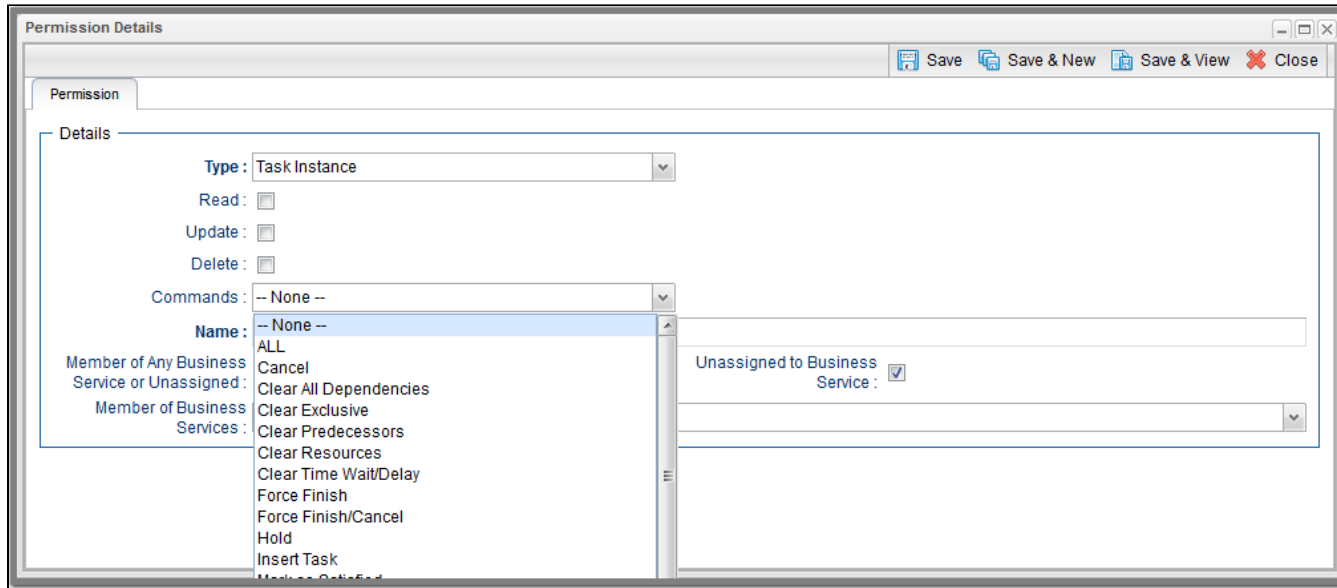 Permission Details
Save Save & New Save & View Close
Permission
Details
Type : Task Instance
Read :
Update :
Delete :
Commands : -- None --
Name : -- None --
ALL
Member of Any Business
Service or Unassigned :
Cancel
Unassigned to Business
Service :
Clear All Dependencies
Member of Business
Services :
Clear Exclusive
Clear Predecessors
Clear Resources
Clear Time Wait/Delay
Force Finish
Force Finish/Cancel
Hold
Insert Task
Mark as Satisfied